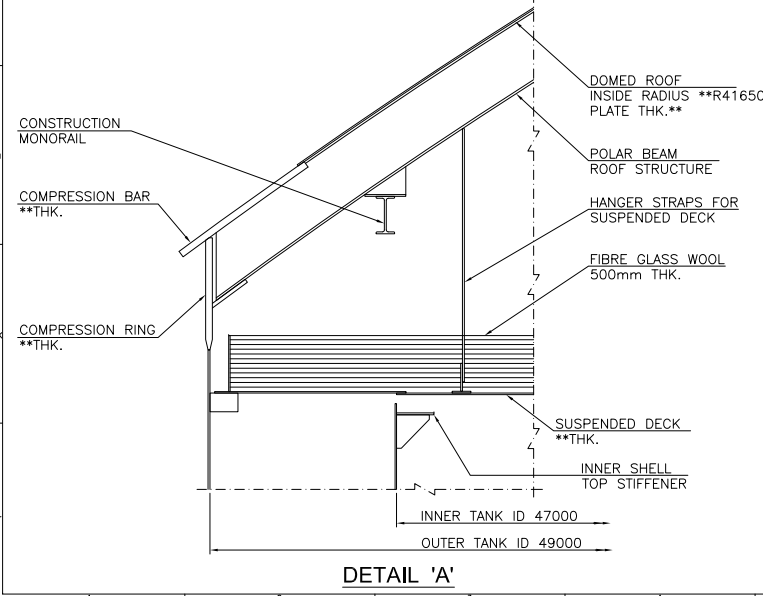 DOMED ROOF
INSIDE RADIUS **R41650
PLATE THK.**
CONSTRUCTION
MONORAIL
POLAR BEAM
ROOF STRUCTURE
COMPRESSION BAR
**THK.
HANGER STRAPS FOR
SUSPENDED DECK
FIBRE GLASS WOOL
500mm THK.
COMPRESSION RING
**THK.
SUSPENDED DECK
**THK.
INNER SHELL
TOP STIFFENER
INNER TANK ID 47000
OUTER TANK ID 49000
DETAIL 'A'